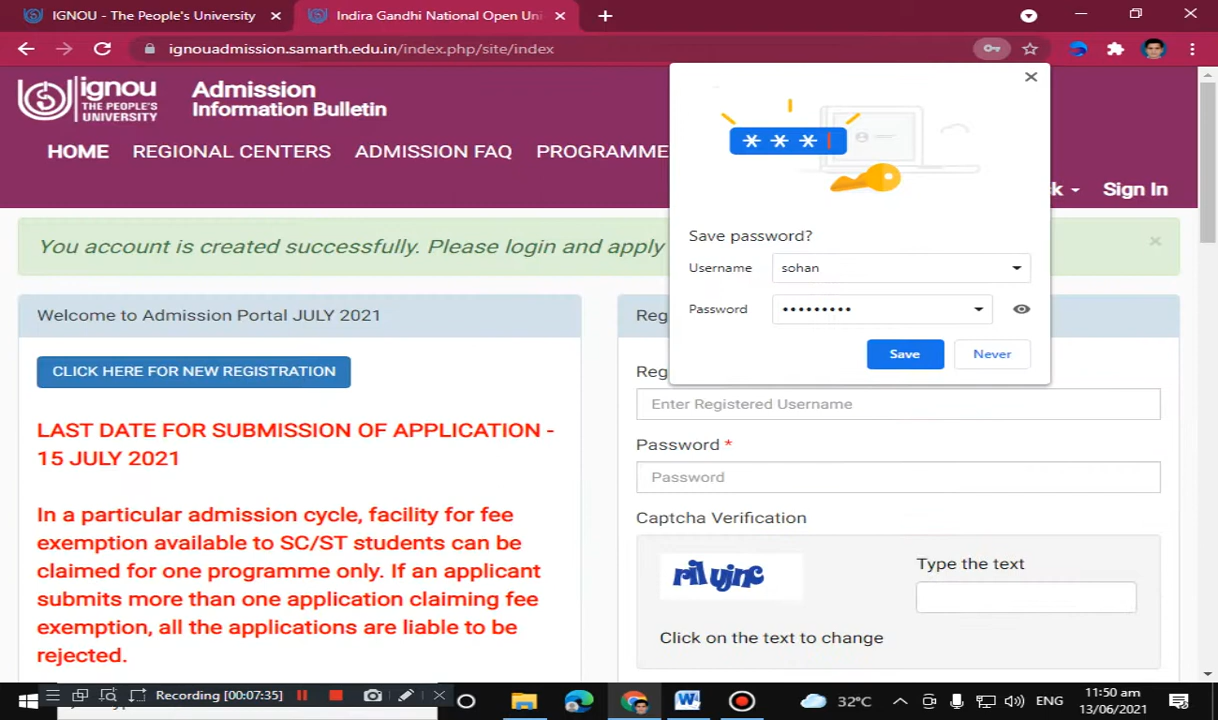 IGNOU - The People's University
Indira Gandhi National Open Uni
ignouadmission.samarth.edu.in/index.php/site/index
ignou
THE PEOPLE'S
UNIVERSITY
Admission
Information Bulletin
HOME REGIONAL CENTERS ADMISSION FAQ PROGRAMME
Sign In
You account is created successfully. Please login and apply
Save password?
Username sohan
Password •••••••••
Save Never
Welcome to Admission Portal JULY 2021
CLICK HERE FOR NEW REGISTRATION
LAST DATE FOR SUBMISSION OF APPLICATION -
15 JULY 2021
In a particular admission cycle, facility for fee
exemption available to SC/ST students can be
claimed for one programme only. If an applicant
submits more than one application claiming fee
exemption, all the applications are liable to be
rejected.
Enter Registered Username
Password *
Password
Captcha Verification
Type the text
Click on the text to change
Recording [00:07:35]
32°C
ENG
11:50 am
13/06/2021